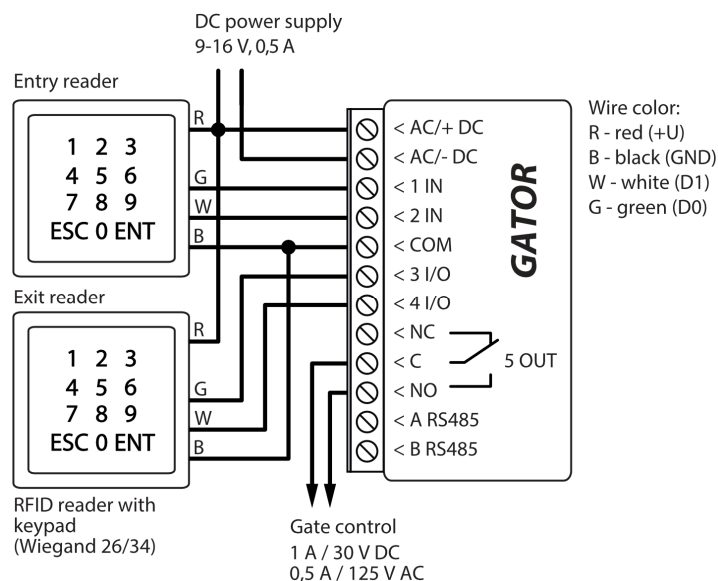 DC power supply
9-16 V, 0,5 A
Entry reader
1 2 3
4 5 6
7 8 9
ESC 0 ENT
R
G
W
B
Exit reader
1 2 3
4 5 6
7 8 9
ESC 0 ENT
R
G
W
B
RFID reader with
keypad
(Wiegand 26/34)
< AC/+ DC
< AC/- DC
< 1 IN
< 2 IN
< COM
< 3 I/O
< 4 I/O
< NC
< C
< NO
< A RS485
< B RS485
5 OUT
GATOR
Gate control
1 A / 30 V DC
0,5 A / 125 V AC
Wire color:
R - red (+U)
B - black (GND)
W - white (D1)
G - green (D0)